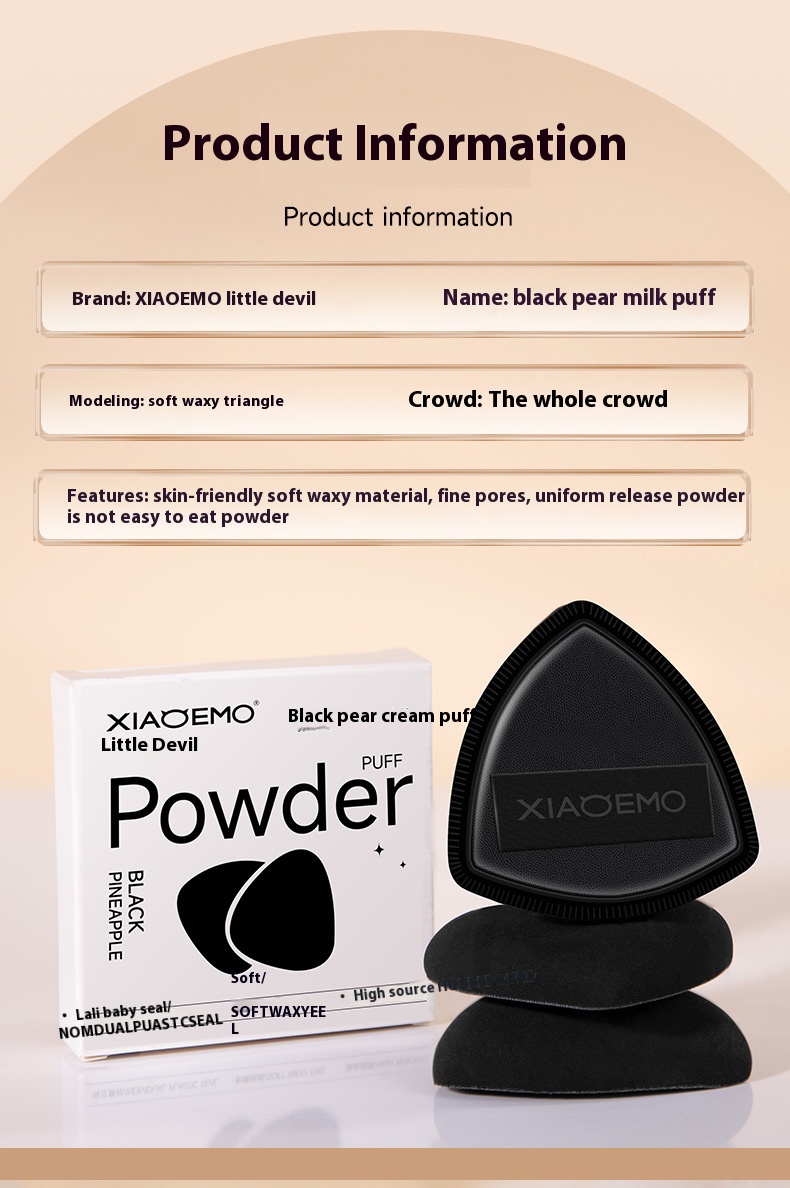 Product Information
Product information
Brand: XIAOEMO little devil
Name: black pear milk puff
Modeling: soft waxy triangle
Crowd: The whole crowd
Features: skin-friendly soft waxy material, fine pores, uniform release powder
is not easy to eat powder
XIAOEMO®
Black pear cream puff
Little Devil
PUFF
Powder
BLACK
PINEAPPLE
XIAOEMO
Soft/
• High source
• Lali baby seal/
NOMDUALPUASTCSEAL
SOFTWAXYEE
L